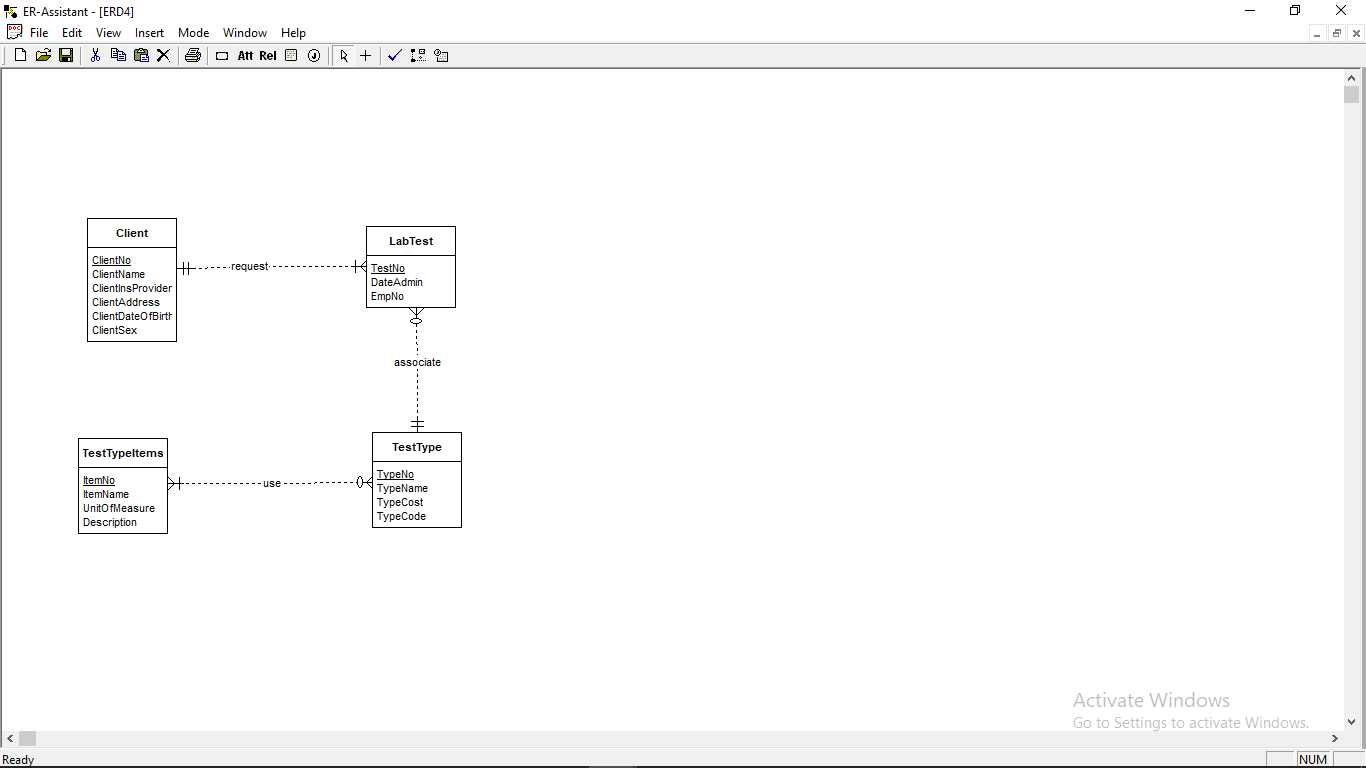 ER-Assistant - [ERD4]
File Edit View Insert Mode Window Help
Att Rel
Client
ClientNo
ClientName
ClientInsProvider
ClientAddress
ClientDateOfBirth
ClientSex
request
LabTest
TestNo
DateAdmin
EmpNo
associate
TestTypeItems
ItemNo
ItemName
UnitOfMeasure
Description
use
TestType
TypeNo
TypeName
TypeCost
TypeCode
Activate Windows
Go to Settings to activate Windows.
Ready
NUM